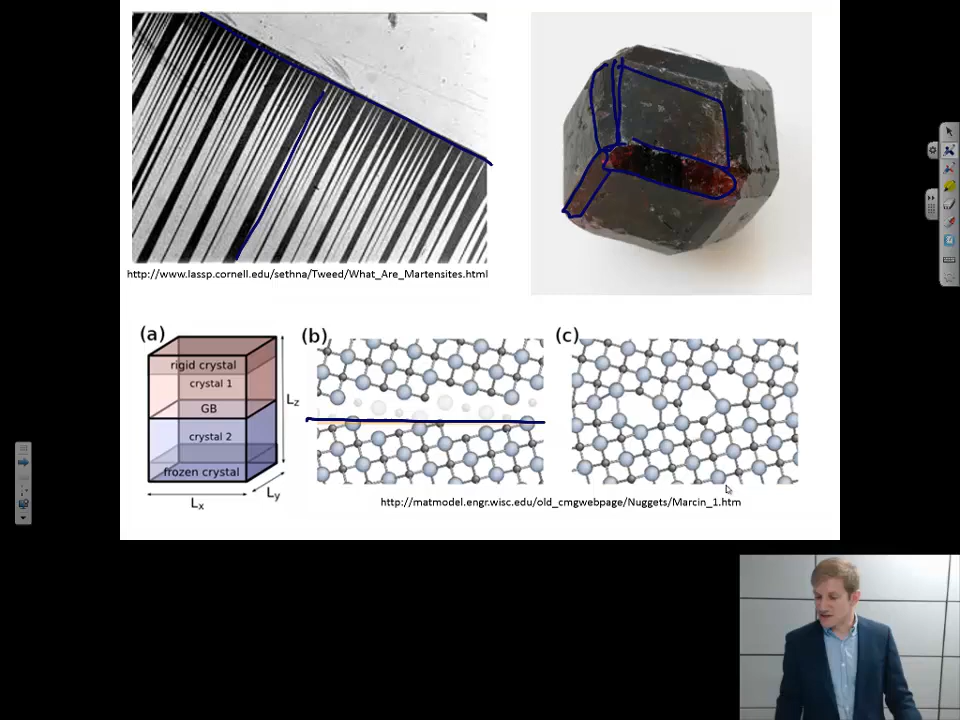 http://www.lassp.cornell.edu/sethna/Tweed/What_Are_Martensites.html
(a)
rigid crystal
crystal 1
GB
crystal 2
frozen crystal
Lx
Ly
Lz
(b)
(c)
http://matmodel.engr.wisc.edu/old_cmgwebpage/Nuggets/Marcin_1.htm